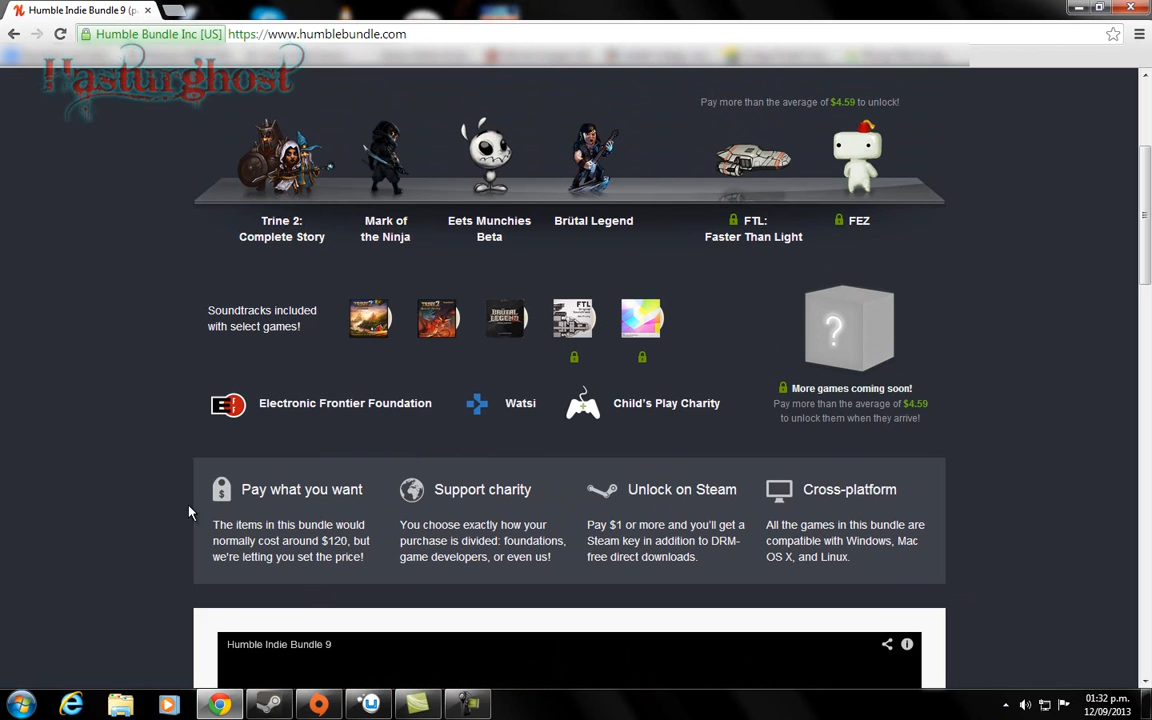 Humble Indie Bundle 9 (p
Humble Bundle Inc [US] https://www.humblebundle.com
Hasturghost
Pay more than the average of $4.59 to unlock!
Trine 2:
Complete Story
Mark of
the Ninja
Eets Munchies
Beta
Brütal Legend
FTL:
Faster Than Light
FEZ
Soundtracks included
with select games!
?
More games coming soon!
Pay more than the average of $4.59
to unlock them when they arrive!
Electronic Frontier Foundation
Watsi
Child's Play Charity
Pay what you want
The items in this bundle would
normally cost around $120, but
we're letting you set the price!
Support charity
You choose exactly how your
purchase is divided: foundations,
game developers, or even us!
Unlock on Steam
Pay $1 or more and you'll get a
Steam key in addition to DRM-
free direct downloads.
Cross-platform
All the games in this bundle are
compatible with Windows, Mac
OS X, and Linux.
Humble Indie Bundle 9
01:32 p.m.
12/09/2013